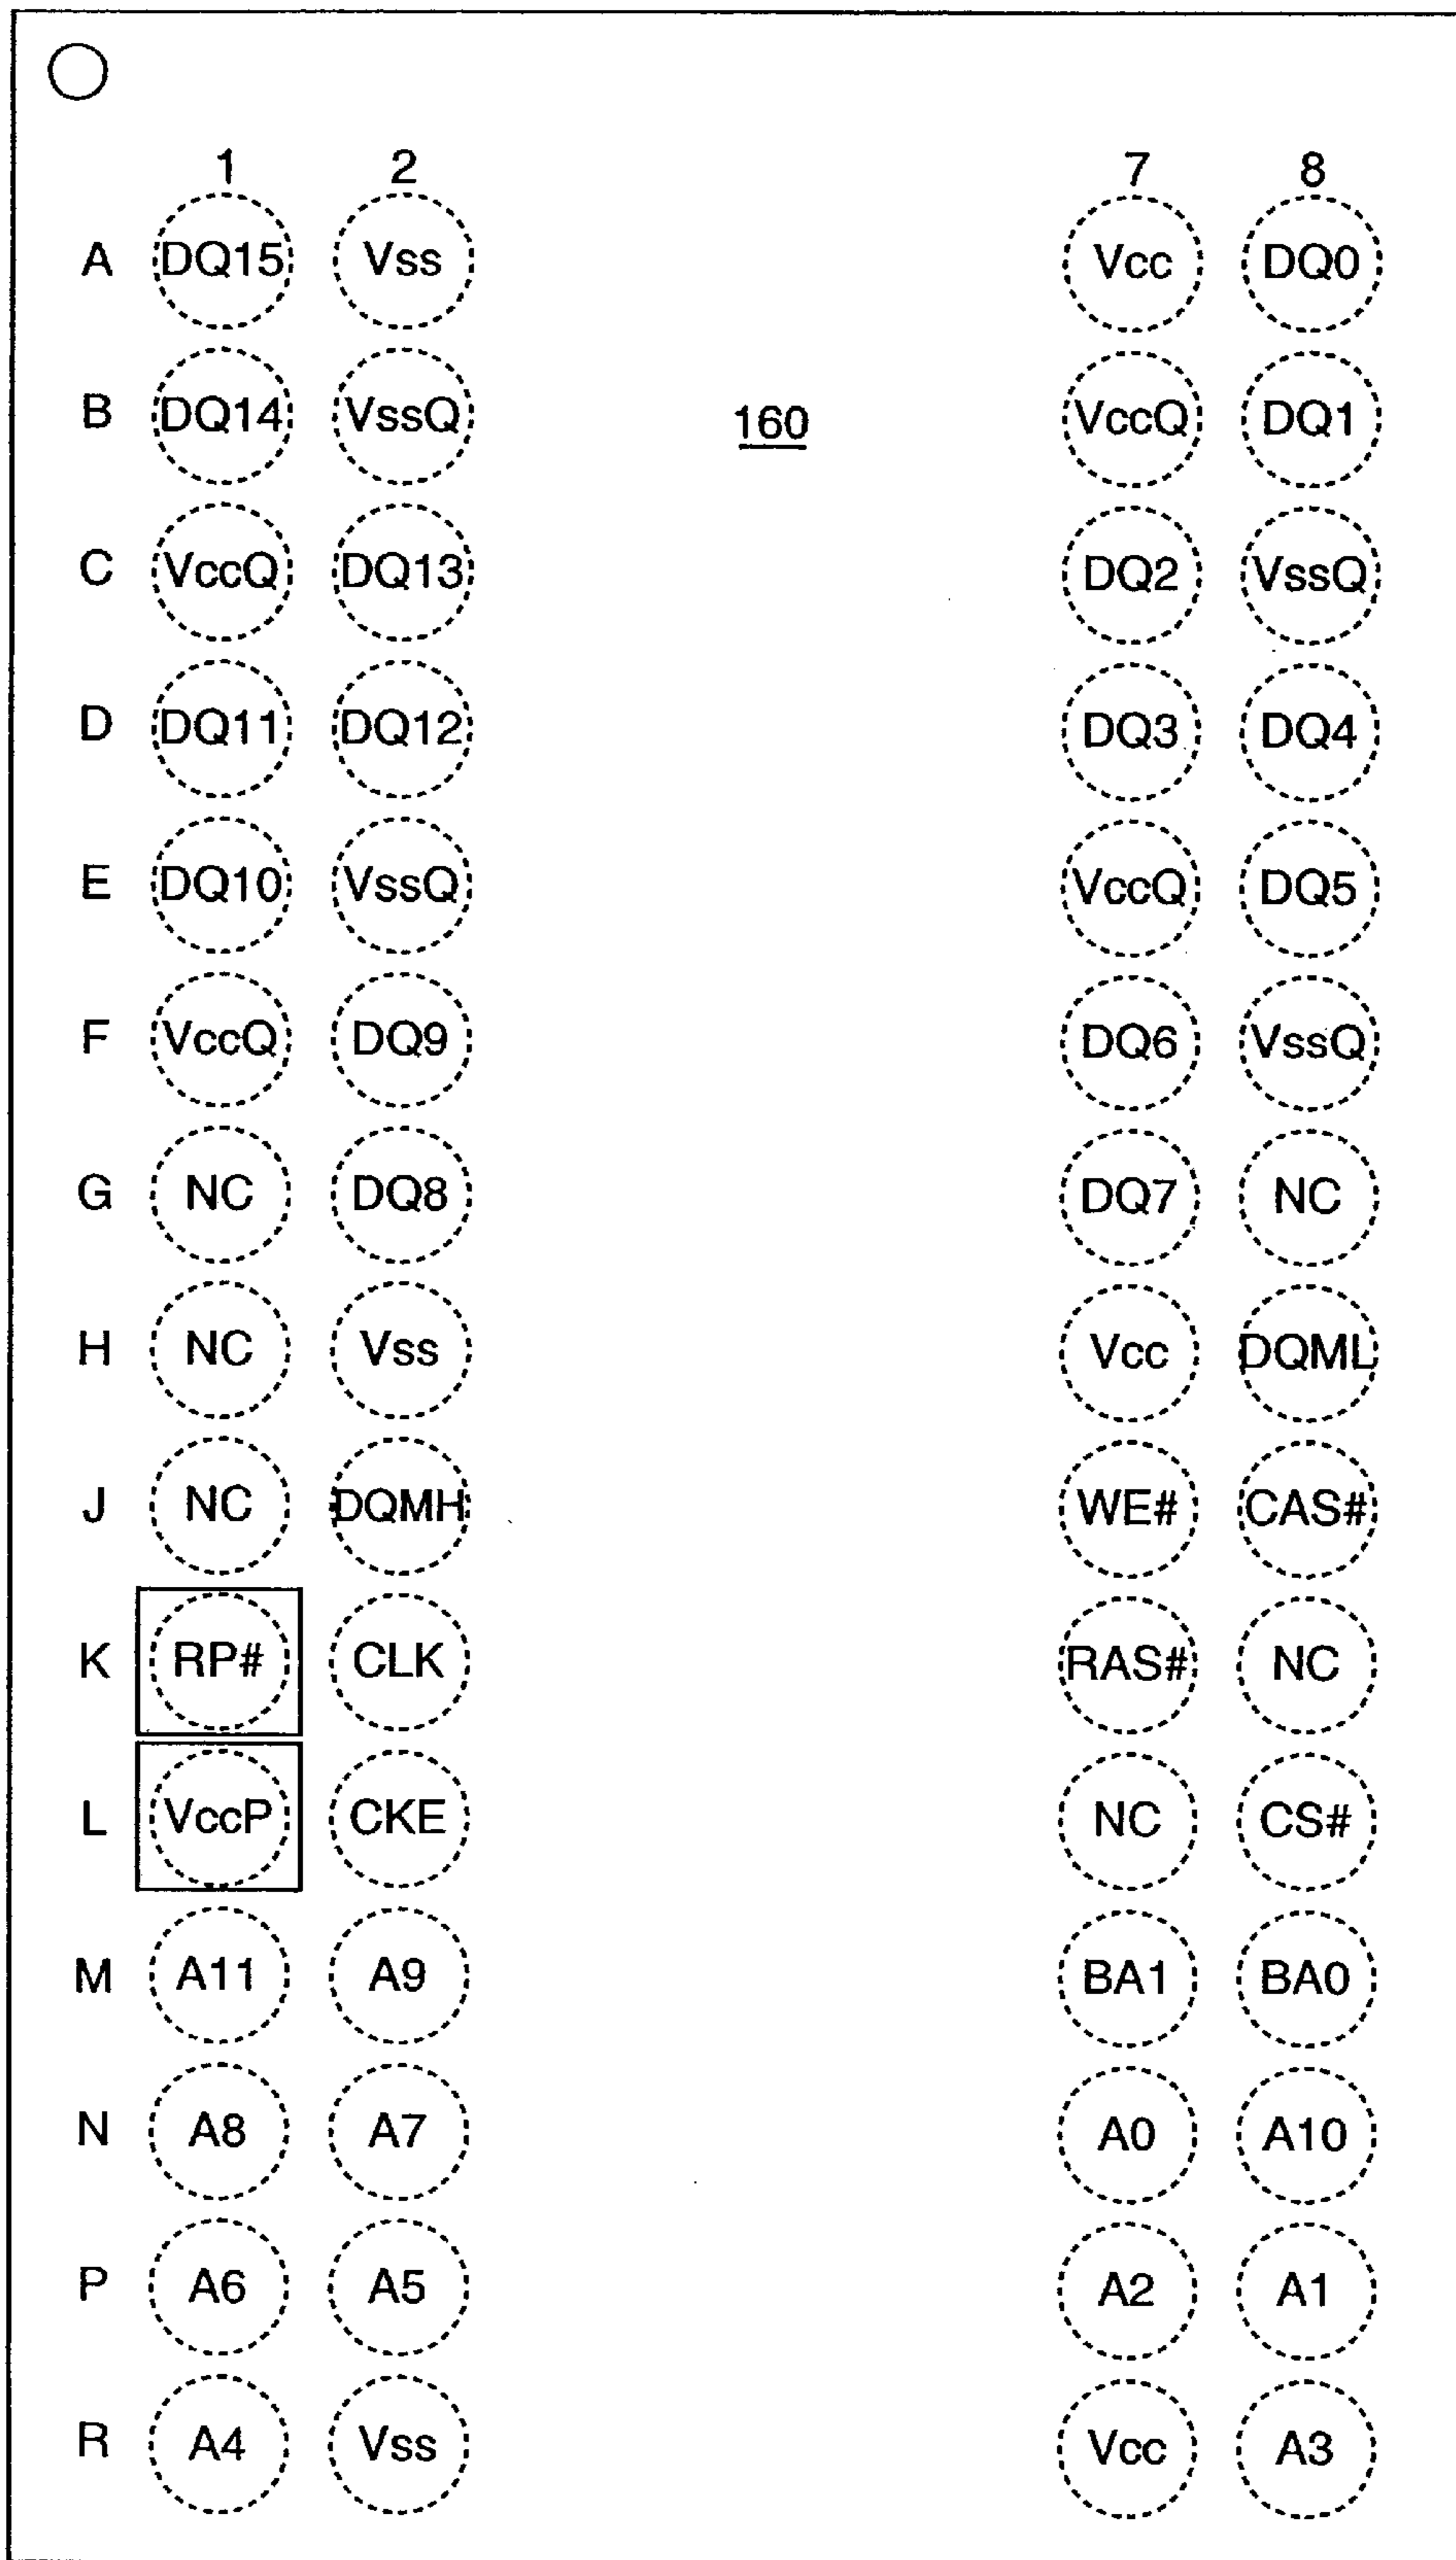 1 2 7 8
A DQ15 Vss Vcc DQ0
B DQ14 VssQ 160 VccQ DQ1
C VccQ DQ13 DQ2 VssQ
D DQ11 DQ12 DQ3 DQ4
E DQ10 VssQ VccQ DQ5
F VccQ DQ9 DQ6 VssQ
G NC DQ8 DQ7 NC
H NC Vss Vcc DQML
J NC DQMH WE# CAS#
K RP# CLK RAS# NC
L VccP CKE NC CS#
M A11 A9 BA1 BA0
N A8 A7 A0 A10
P A6 A5 A2 A1
R A4 Vss Vcc A3